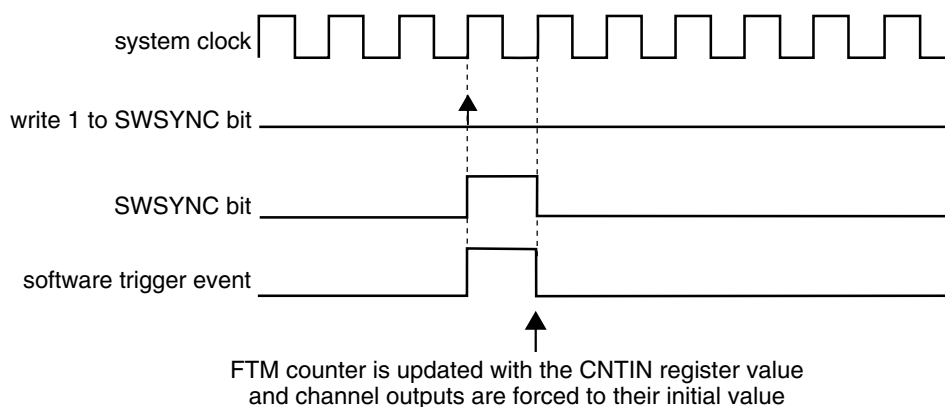 system clock
write 1 to SWSYNC bit
SWSYNC bit
software trigger event
FTM counter is updated with the CNTIN register value
and channel outputs are forced to their initial value